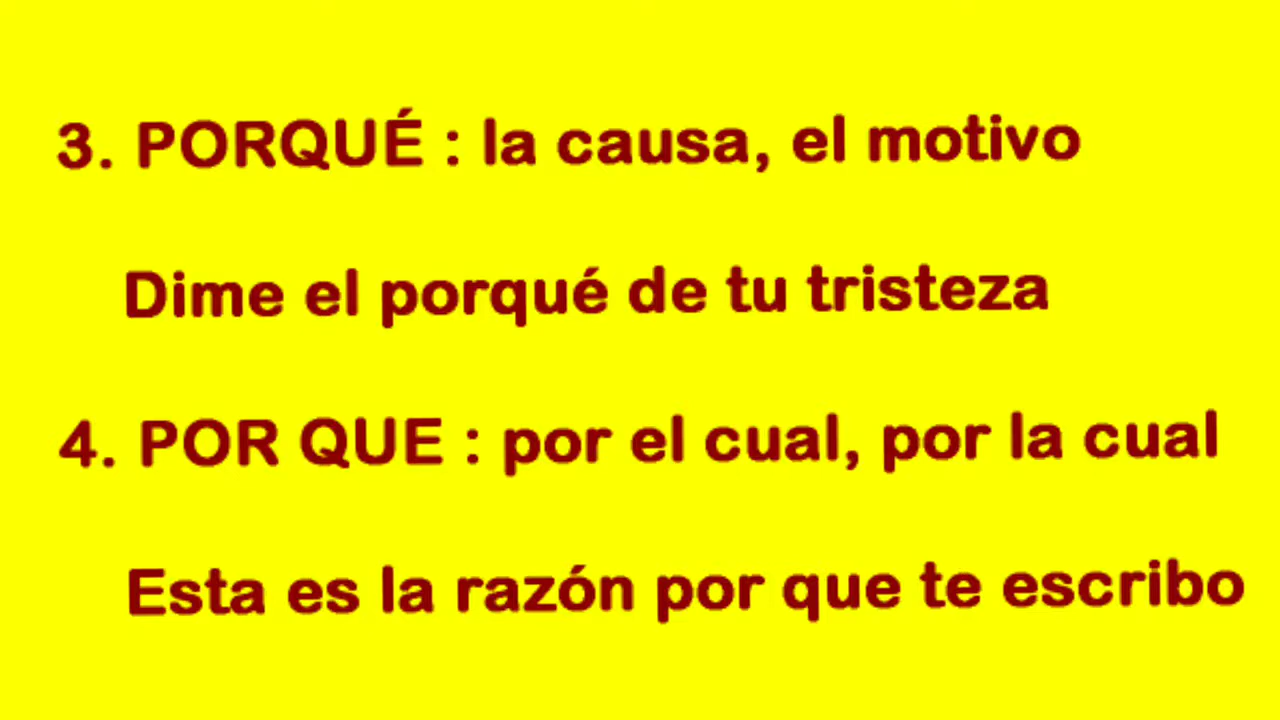 3. PORQUÉ : la causa, el motivo
Dime el porqué de tu tristeza
4. POR QUE : por el cual, por la cual
Esta es la razón por que te escribo